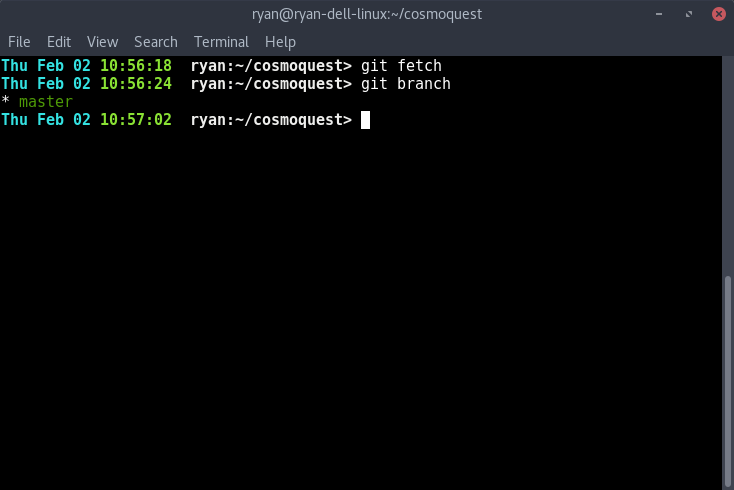 ryan@ryan-dell-linux:~/cosmoquest
File Edit View Search Terminal Help
Thu Feb 02 10:56:18  ryan:~/cosmoquest> git fetch
Thu Feb 02 10:56:24  ryan:~/cosmoquest> git branch
* master
Thu Feb 02 10:57:02  ryan:~/cosmoquest>